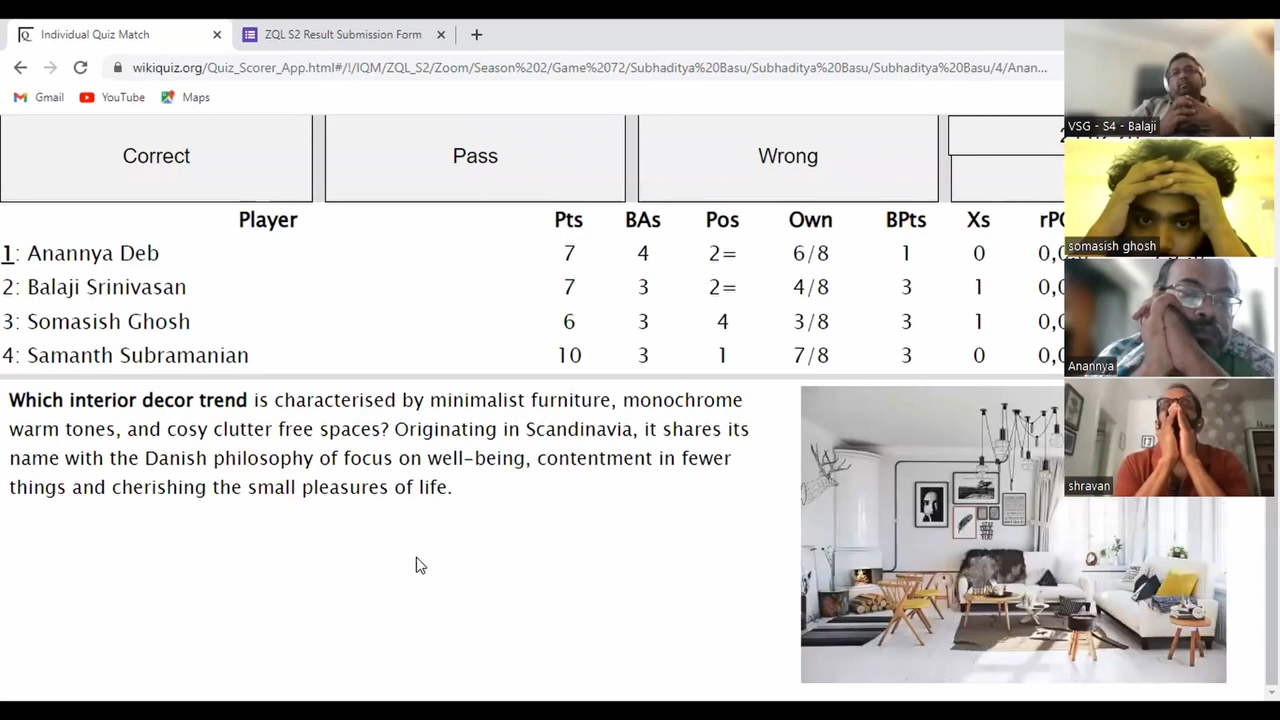 Individual Quiz Match
ZQL S2 Result Submission Form
wikiquiz.org/Quiz_Scorer_App.html#/I/IQM/ZQL_S2/Zoom/Season%202/Game%2072/Subhaditya%20Basu/Subhaditya%20Basu/Subhaditya%20Basu/4/Anan...
Gmail YouTube Maps
Correct Pass Wrong
Player Pts BAs Pos Own BPts Xs
1: Anannya Deb 7 4 2= 6/8 1 0
2: Balaji Srinivasan 7 3 2= 4/8 3 1
3: Somasish Ghosh 6 3 4 3/8 3 1
4: Samanth Subramanian 10 3 1 7/8 3 0
Which interior decor trend is characterised by minimalist furniture, monochrome
warm tones, and cosy clutter free spaces? Originating in Scandinavia, it shares its
name with the Danish philosophy of focus on well-being, contentment in fewer
things and cherishing the small pleasures of life.
VSG - S4 - Balaji
somasish ghosh
Anannya
shravan